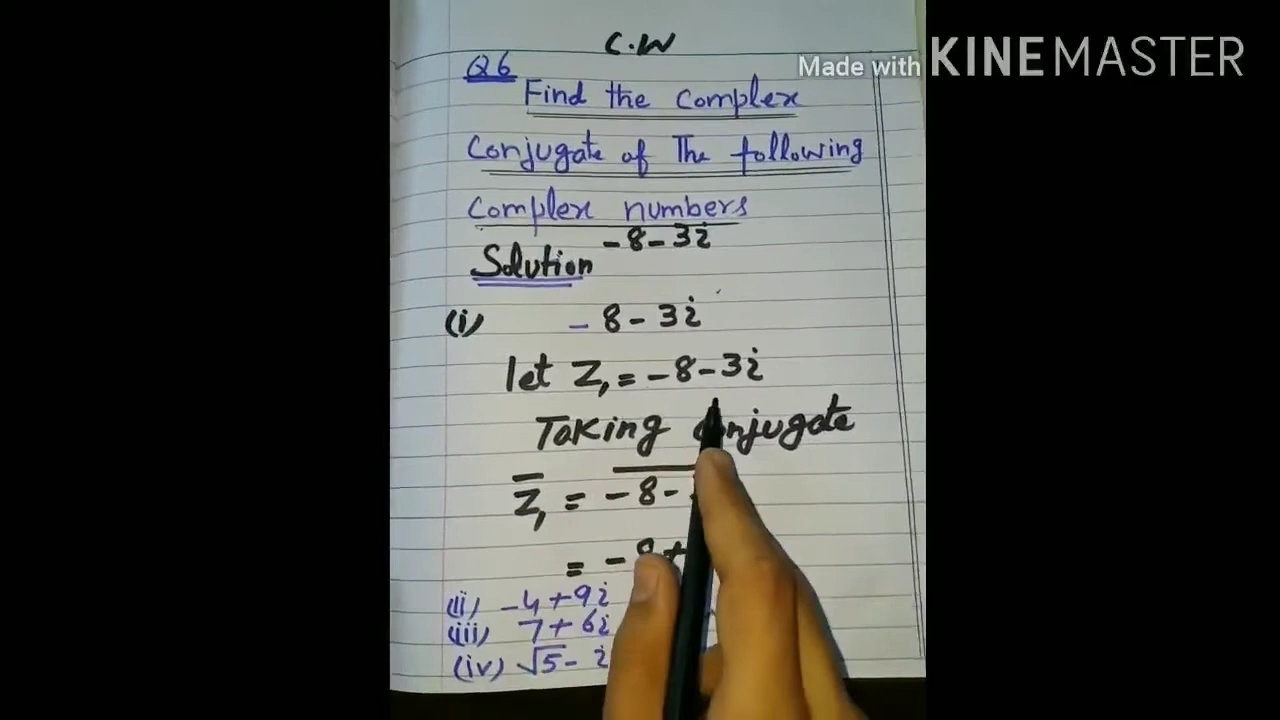 C.W
Made with KINEMASTER
Q6
Find the Complex
Conjugate of The following
Complex numbers
-8-3i
Solution
(i) -8-3i
let Z₁ = -8-3i
Taking conjugate
Z̅₁ = -8-
= -8+
(ii) -4+9i
(iii) 7+6i
(iv) √5-i